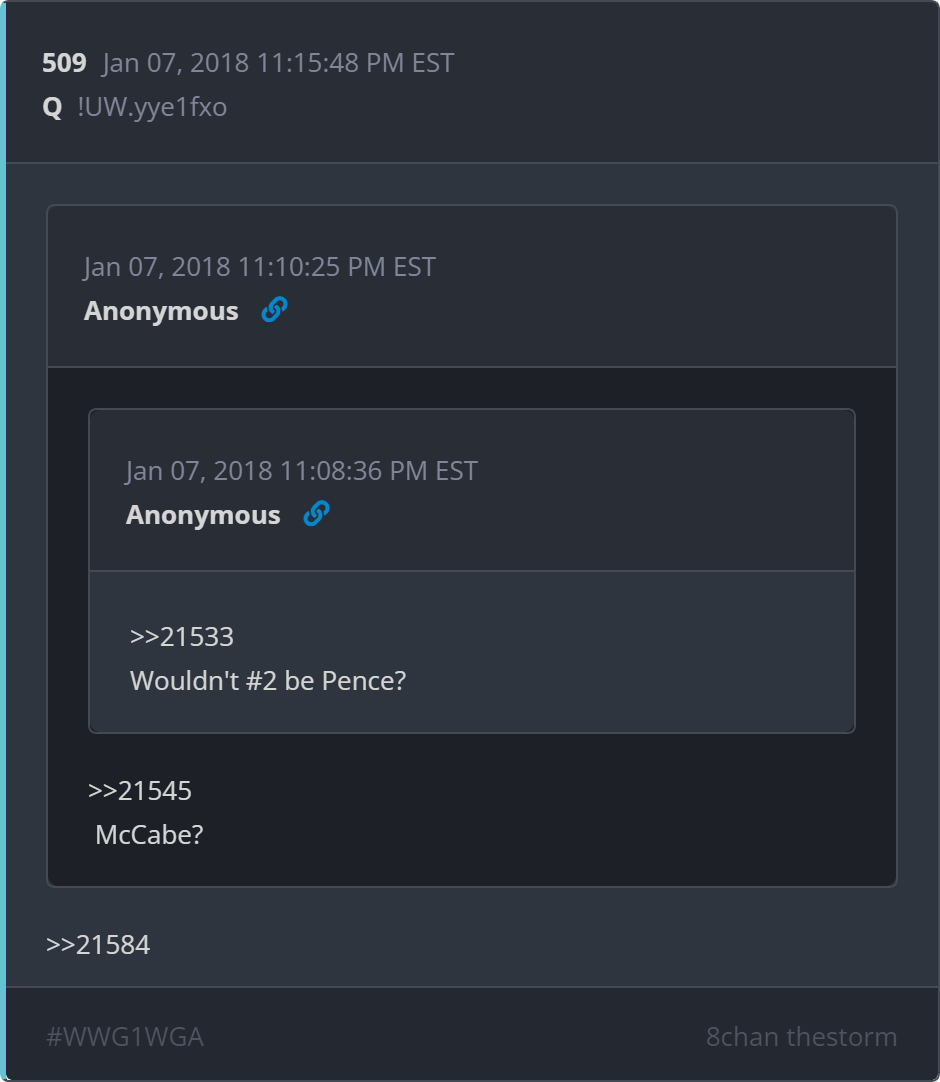 509 Jan 07, 2018 11:15:48 PM EST
Q !UW.yye1fxo
Jan 07, 2018 11:10:25 PM EST
Anonymous
Jan 07, 2018 11:08:36 PM EST
Anonymous
>>21533
Wouldn't #2 be Pence?
>>21545
McCabe?
>>21584
#WWG1WGA 8chan thestorm